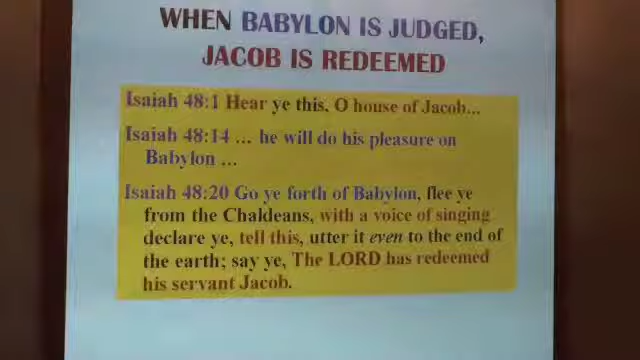 WHEN BABYLON IS JUDGED,
JACOB IS REDEEMED
Isaiah 48:1 Hear ye this, O house of Jacob...
Isaiah 48:14 ... he will do his pleasure on
Babylon ...
Isaiah 48:20 Go ye forth of Babylon, flee ye
from the Chaldeans, with a voice of singing
declare ye, tell this, utter it even to the end of
the earth; say ye, The LORD has redeemed
his servant Jacob.